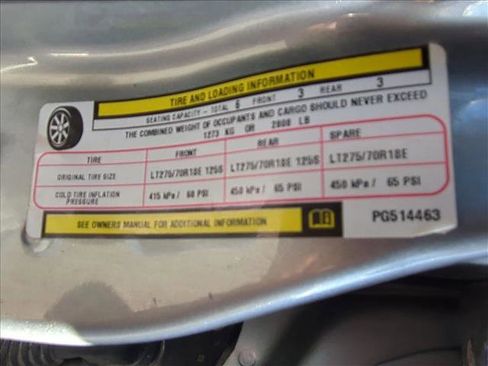 TIRE AND LOADING INFORMATION
SEATING CAPACITY - TOTAL 6 FRONT 3 REAR 3
THE COMBINED WEIGHT OF OCCUPANTS AND CARGO SHOULD NEVER EXCEED
1273 KG OR 2808 LB
TIRE FRONT REAR SPARE
ORIGINAL TIRE SIZE LT275/70R18E 125S LT275/70R18E 125S LT275/70R18E
COLD TIRE INFLATION PRESSURE 415 kPa / 60 PSI 450 kPa / 65 PSI 450 kPa / 65 PSI
SEE OWNERS MANUAL FOR ADDITIONAL INFORMATION
PG514463